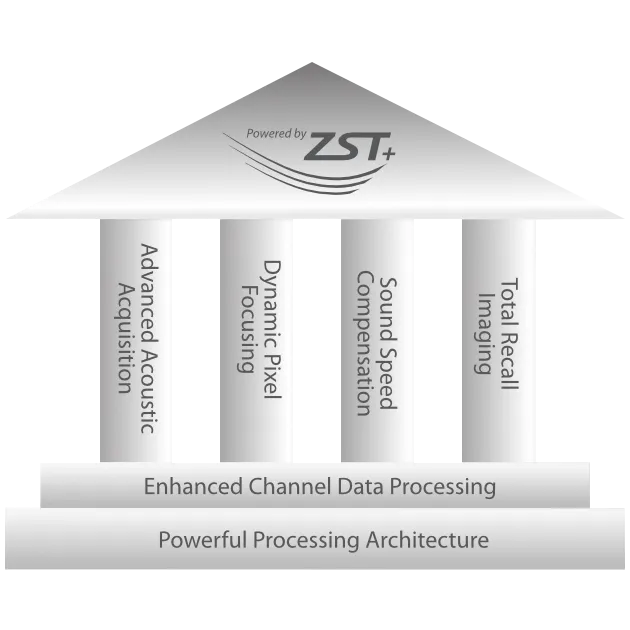 Powered by ZST+
Advanced Acoustic
Acquisition
Dynamic Pixel
Focusing
Sound Speed
Compensation
Total Recall
Imaging
Enhanced Channel Data Processing
Powerful Processing Architecture